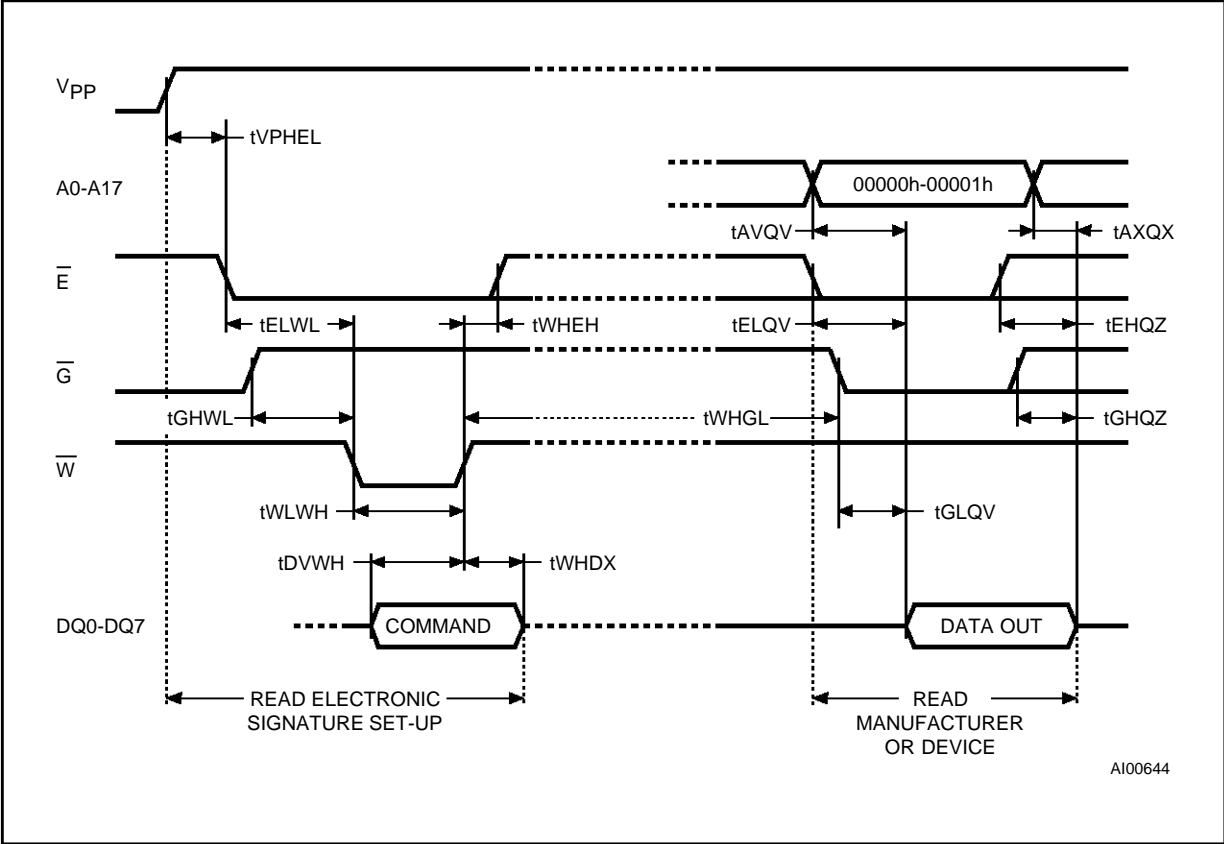 VPP
tVPHEL
A0-A17
00000h-00001h
tAVQV
tAXQX
E
tELWL
tWHEH
tELQV
tEHQZ
G
tGHWL
tWHGL
tGHQZ
W
tWLWH
tGLQV
tDVWH
tWHDX
DQ0-DQ7
COMMAND
DATA OUT
READ ELECTRONIC
SIGNATURE SET-UP
READ
MANUFACTURER
OR DEVICE
AI00644